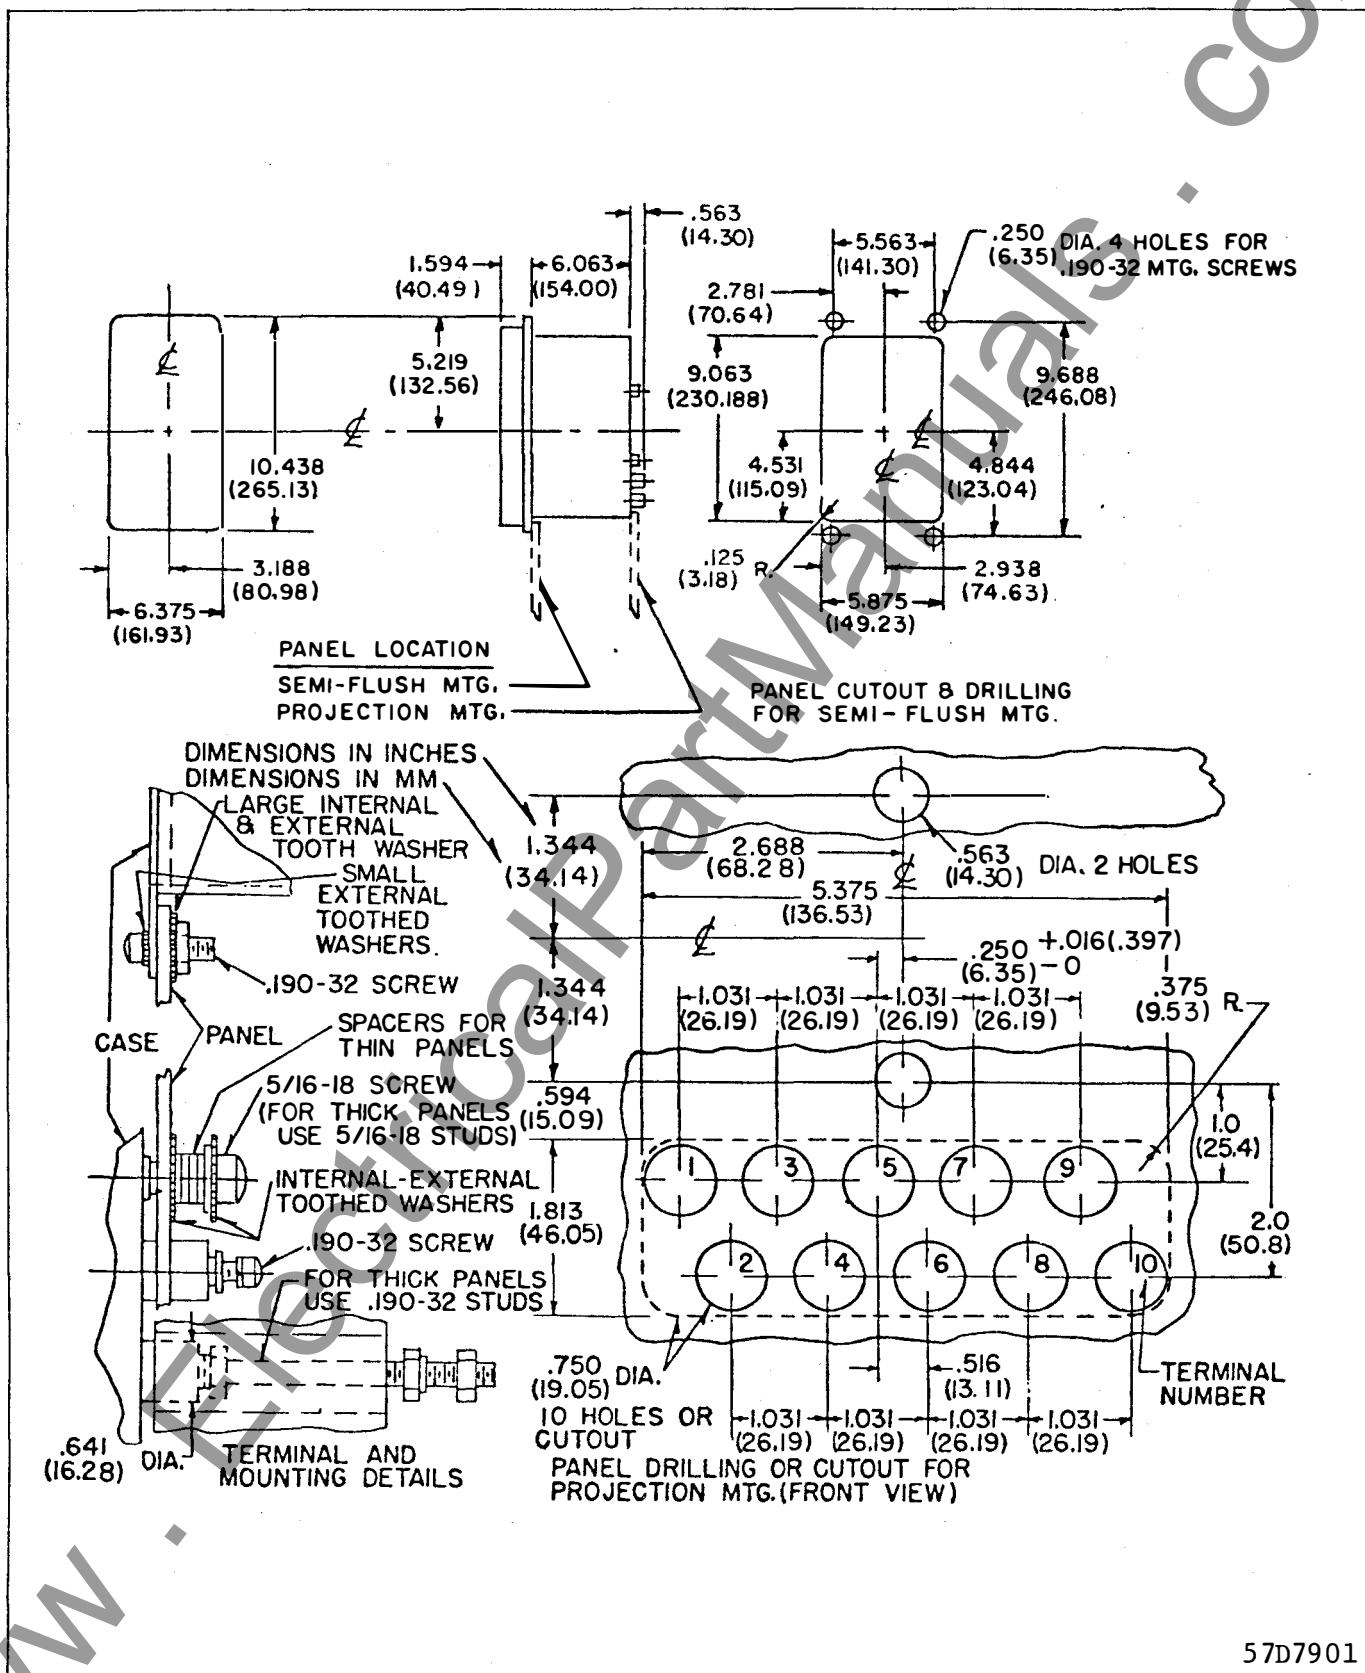 .563
(14.30)
1.594
(40.49)
6.063
(154.00)
5.219
(132.56)
10.438
(265.13)
3.188
(80.98)
6.375
(161.93)
5.563
(141.30)
.250
(6.35)
DIA. 4 HOLES FOR
.190-32 MTG. SCREWS
2.781
(70.64)
9.063
(230.188)
9.688
(246.08)
4.531
(115.09)
4.844
(123.04)
.125
(3.18)
R.
2.938
(74.63)
5.875
(149.23)
PANEL LOCATION
SEMI-FLUSH MTG.
PROJECTION MTG.
PANEL CUTOUT & DRILLING
FOR SEMI-FLUSH MTG.
DIMENSIONS IN INCHES
DIMENSIONS IN MM
LARGE INTERNAL
& EXTERNAL
TOOTH WASHER
SMALL
EXTERNAL
TOOTHED
WASHERS.
.190-32 SCREW
CASE
PANEL
SPACERS FOR
THIN PANELS
5/16-18 SCREW
(FOR THICK PANELS
USE 5/16-18 STUDS)
INTERNAL-EXTERNAL
TOOTHED WASHERS
.190-32 SCREW
FOR THICK PANELS
USE .190-32 STUDS
.641
(16.28)
DIA.
TERMINAL AND
MOUNTING DETAILS
1.344
(34.14)
1.344
(34.14)
.594
(15.09)
1.813
(46.05)
2.688
(68.28)
.563
(14.30)
DIA. 2 HOLES
5.375
(136.53)
.250
(6.35)
+.016(.397)
-0
1.031
(26.19)
1.031
(26.19)
1.031
(26.19)
1.031
(26.19)
.375
(9.53)
R.
1.0
(25.4)
2.0
(50.8)
1
3
5
7
9
2
4
6
8
10
.750
(19.05)
DIA.
10 HOLES OR
CUTOUT
.516
(13.11)
1.031
(26.19)
1.031
(26.19)
1.031
(26.19)
1.031
(26.19)
TERMINAL
NUMBER
PANEL DRILLING OR CUTOUT FOR
PROJECTION MTG.(FRONT VIEW)
57D7901
w . ElectricalPartManuals . co